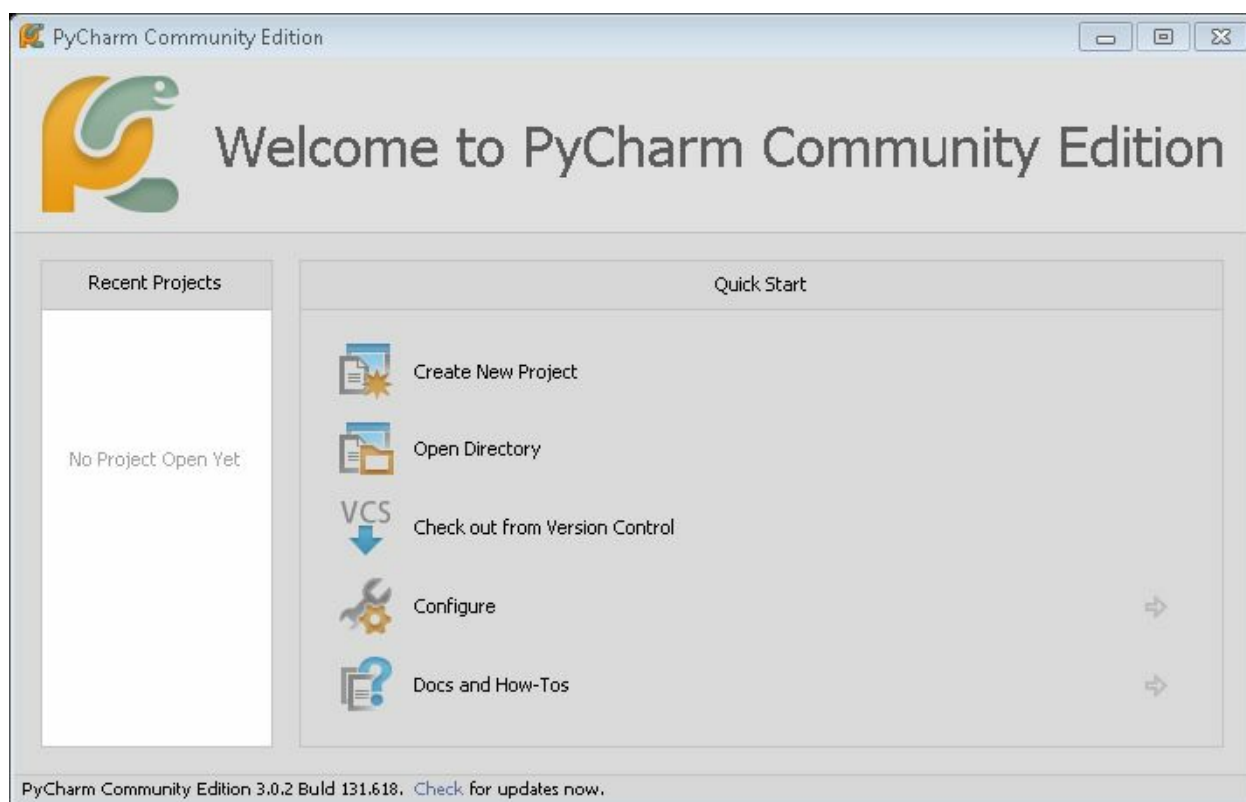 PyCharm Community Edition
Welcome to PyCharm Community Edition
Recent Projects
No Project Open Yet
Quick Start
Create New Project
Open Directory
VCS
Check out from Version Control
Configure
Docs and How-Tos
PyCharm Community Edition 3.0.2 Build 131.618. Check for updates now.